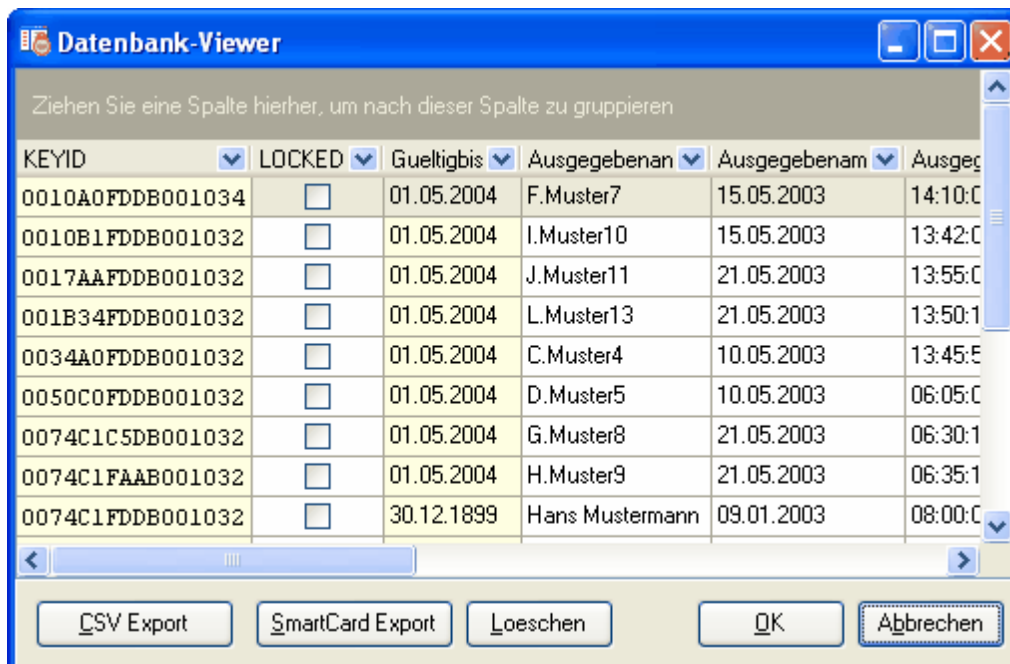 Datenbank-Viewer
Ziehen Sie eine Spalte hierher, um nach dieser Spalte zu gruppieren
KEYID LOCKED Gueltigbis Ausgegebenan Ausgegebenam Ausgeg
0010A0FDDB001034 01.05.2004 F.Muster7 15.05.2003 14:10:0
0010B1FDDB001032 01.05.2004 I.Muster10 15.05.2003 13:42:0
0017AAFDDB001032 01.05.2004 J.Muster11 21.05.2003 13:55:0
001B34FDDB001032 01.05.2004 L.Muster13 21.05.2003 13:50:1
0034A0FDDB001032 01.05.2004 C.Muster4 10.05.2003 13:45:5
0050C0FDDB001032 01.05.2004 D.Muster5 10.05.2003 06:05:0
0074C1C5DB001032 01.05.2004 G.Muster8 21.05.2003 06:30:1
0074C1FAAB001032 01.05.2004 H.Muster9 21.05.2003 06:35:1
0074C1FDDB001032 30.12.1899 Hans Mustermann 09.01.2003 08:00:0
CSV Export SmartCard Export Loeschen OK Abbrechen